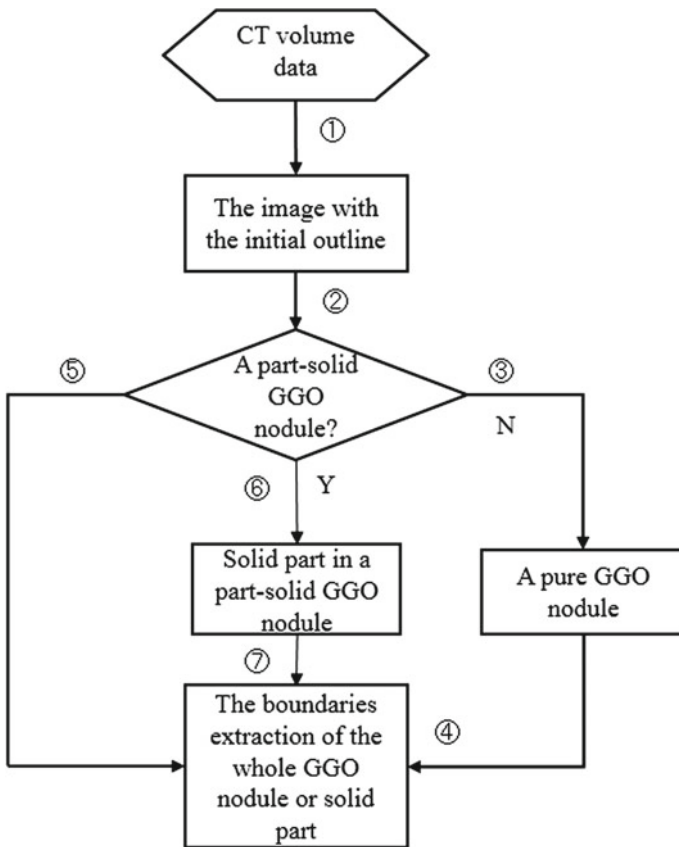 CT volume
data
①
The image with
the initial outline
②
⑤
A part-solid
GGO
nodule?
③
N
⑥
Y
Solid part in a
part-solid GGO
nodule
A pure GGO
nodule
⑦
The boundaries
extraction of the
whole GGO
nodule or solid
part
④